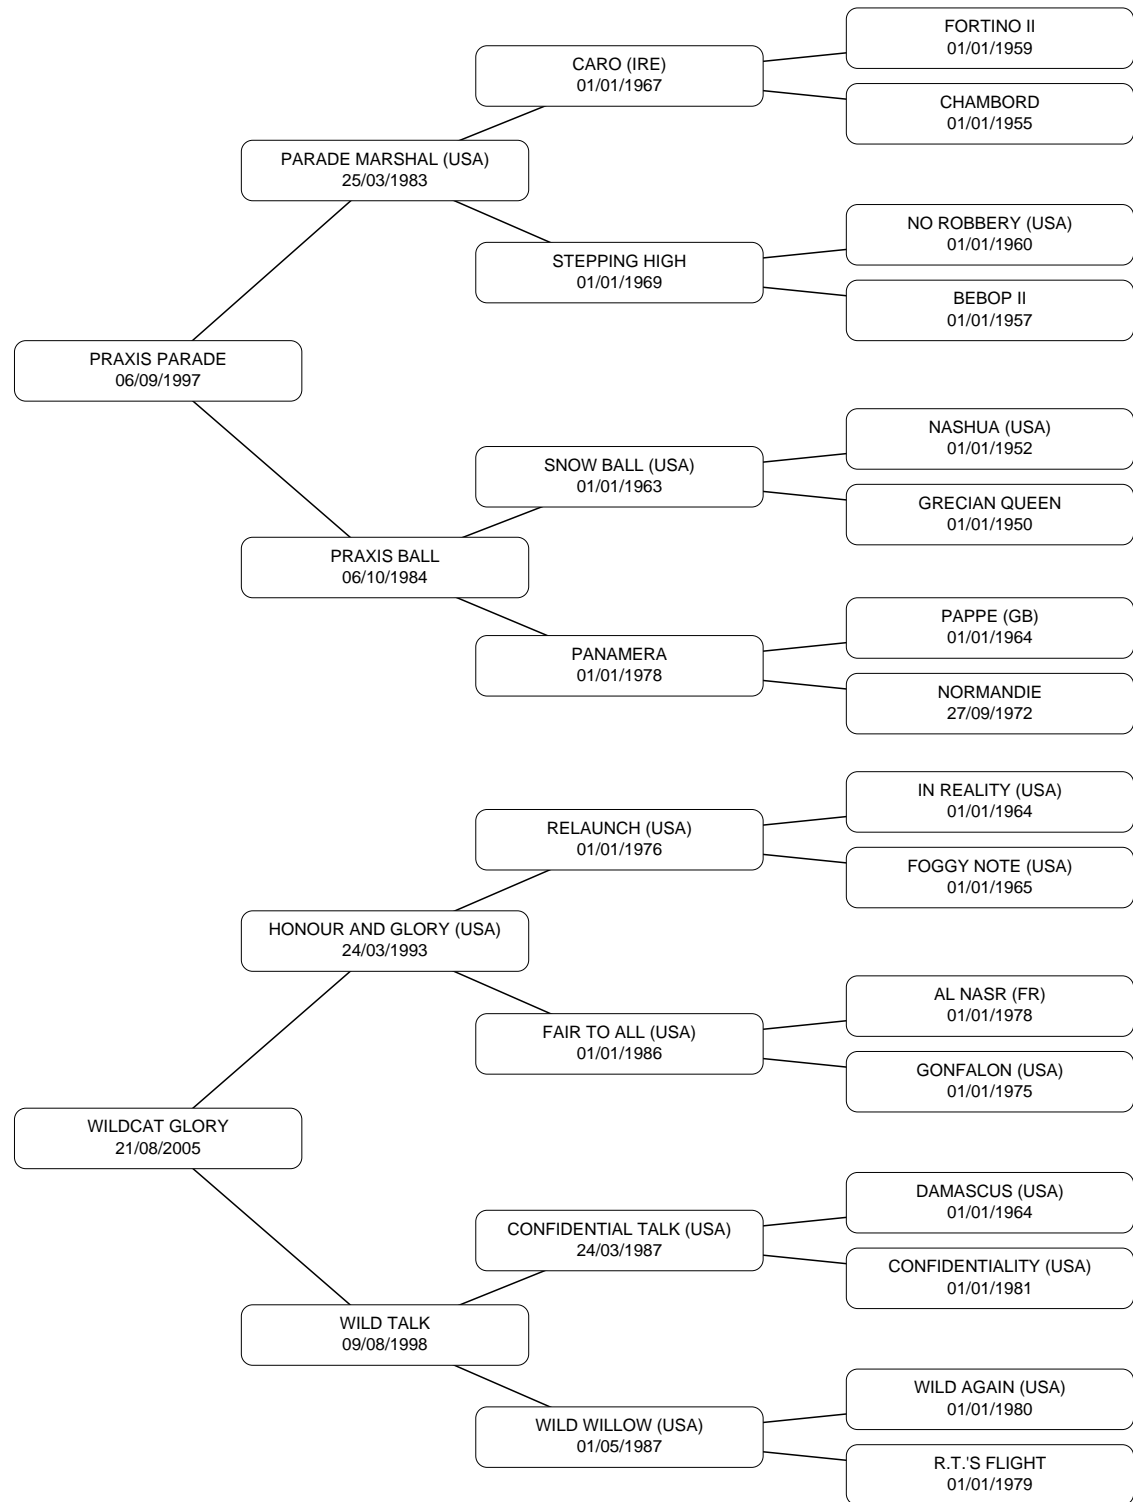 FORTINO II
01/01/1959
CARO (IRE)
01/01/1967
CHAMBORD
01/01/1955
PARADE MARSHAL (USA)
25/03/1983
NO ROBBERY (USA)
01/01/1960
STEPPING HIGH
01/01/1969
BEBOP II
01/01/1957
PRAXIS PARADE
06/09/1997
NASHUA (USA)
01/01/1952
SNOW BALL (USA)
01/01/1963
GRECIAN QUEEN
01/01/1950
PRAXIS BALL
06/10/1984
PAPPE (GB)
01/01/1964
PANAMERA
01/01/1978
NORMANDIE
27/09/1972
IN REALITY (USA)
01/01/1964
RELAUNCH (USA)
01/01/1976
FOGGY NOTE (USA)
01/01/1965
HONOUR AND GLORY (USA)
24/03/1993
AL NASR (FR)
01/01/1978
FAIR TO ALL (USA)
01/01/1986
GONFALON (USA)
01/01/1975
WILDCAT GLORY
21/08/2005
DAMASCUS (USA)
01/01/1964
CONFIDENTIAL TALK (USA)
24/03/1987
CONFIDENTIALITY (USA)
01/01/1981
WILD TALK
09/08/1998
WILD AGAIN (USA)
01/01/1980
WILD WILLOW (USA)
01/05/1987
R.T.'S FLIGHT
01/01/1979